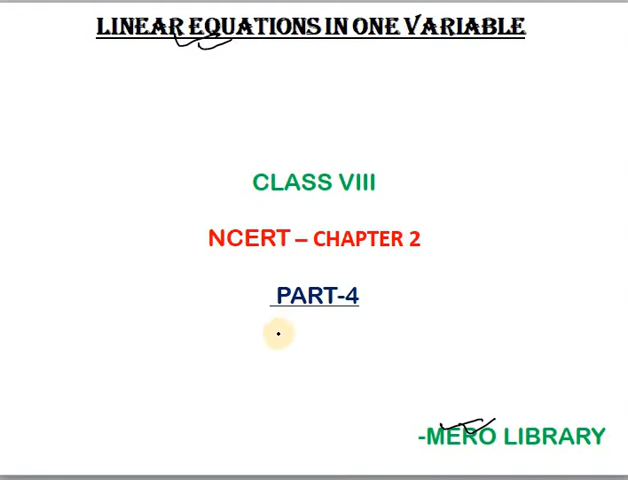 LINEAR EQUATIONS IN ONE VARIABLE
CLASS VIII
NCERT – CHAPTER 2
PART-4
-MERO LIBRARY